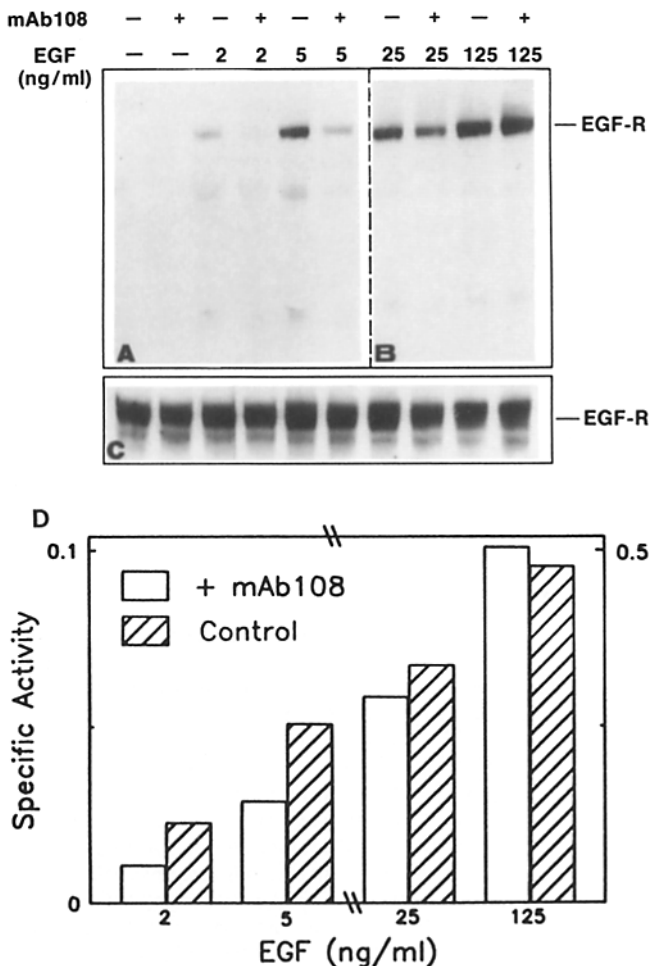 mAb108 − + − + − + − + − +
EGF (ng/ml) − − 2 2 5 5 25 25 125 125
EGF-R
A
B
C
EGF-R
D
0.1
0.5
+ mAb108
Control
Specific Activity
0
2 5 25 125
EGF (ng/ml)